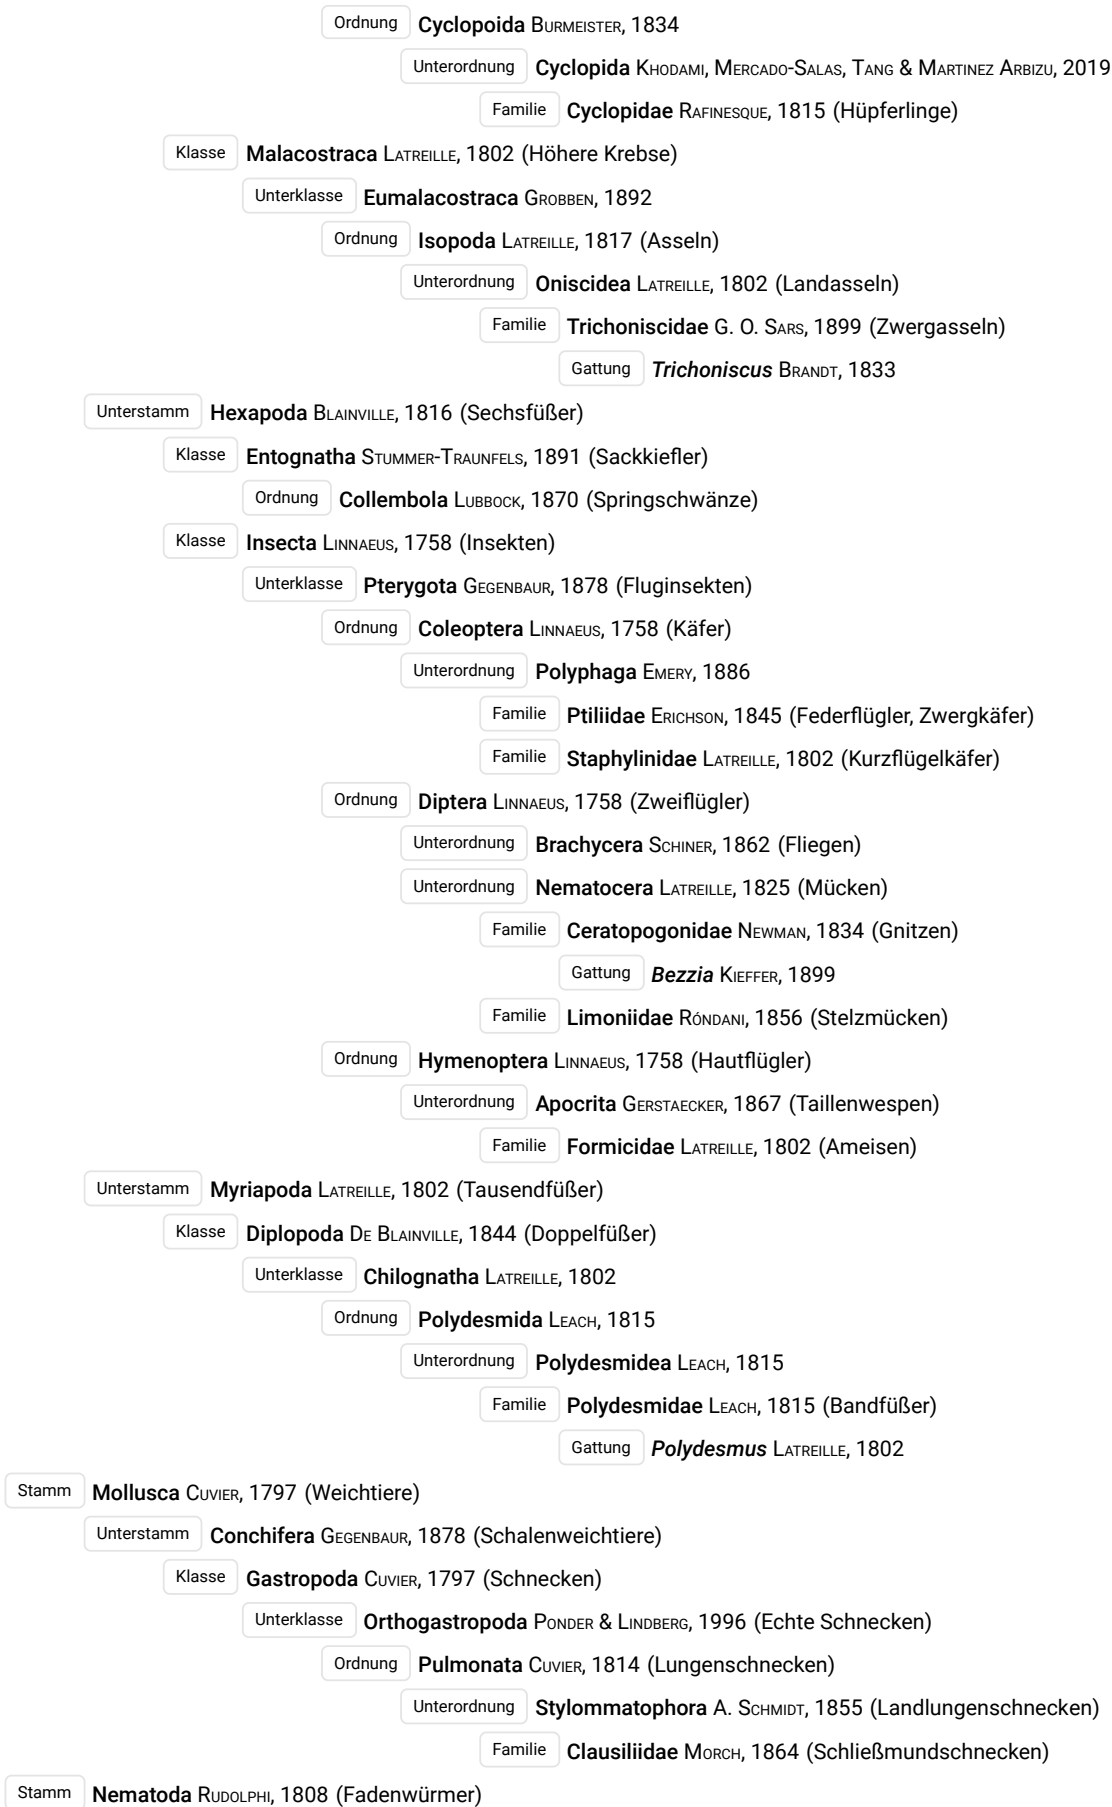 Ordnung Cyclopoida Burmeister, 1834
Unterordnung Cyclopida Khodami, Mercado-Salas, Tang & Martinez Arbizu, 2019
Familie Cyclopidae Rafinesque, 1815 (Hüpferlinge)
Klasse Malacostraca Latreille, 1802 (Höhere Krebse)
Unterklasse Eumalacostraca Grobben, 1892
Ordnung Isopoda Latreille, 1817 (Asseln)
Unterordnung Oniscidea Latreille, 1802 (Landasseln)
Familie Trichoniscidae G. O. Sars, 1899 (Zwergasseln)
Gattung Trichoniscus Brandt, 1833
Unterstamm Hexapoda Blainville, 1816 (Sechsfüßer)
Klasse Entognatha Stummer-Traunfels, 1891 (Sackkiefler)
Ordnung Collembola Lubbock, 1870 (Springschwänze)
Klasse Insecta Linnaeus, 1758 (Insekten)
Unterklasse Pterygota Gegenbaur, 1878 (Fluginsekten)
Ordnung Coleoptera Linnaeus, 1758 (Käfer)
Unterordnung Polyphaga Emery, 1886
Familie Ptiliidae Erichson, 1845 (Federflügler, Zwergkäfer)
Familie Staphylinidae Latreille, 1802 (Kurzflügelkäfer)
Ordnung Diptera Linnaeus, 1758 (Zweiflügler)
Unterordnung Brachycera Schiner, 1862 (Fliegen)
Unterordnung Nematocera Latreille, 1825 (Mücken)
Familie Ceratopogonidae Newman, 1834 (Gnitzen)
Gattung Bezzia Kieffer, 1899
Familie Limoniidae Róndani, 1856 (Stelzmücken)
Ordnung Hymenoptera Linnaeus, 1758 (Hautflügler)
Unterordnung Apocrita Gerstaecker, 1867 (Taillenwespen)
Familie Formicidae Latreille, 1802 (Ameisen)
Unterstamm Myriapoda Latreille, 1802 (Tausendfüßer)
Klasse Diplopoda De Blainville, 1844 (Doppelfüßer)
Unterklasse Chilognatha Latreille, 1802
Ordnung Polydesmida Leach, 1815
Unterordnung Polydesmidea Leach, 1815
Familie Polydesmidae Leach, 1815 (Bandfüßer)
Gattung Polydesmus Latreille, 1802
Stamm Mollusca Cuvier, 1797 (Weichtiere)
Unterstamm Conchifera Gegenbaur, 1878 (Schalenweichtiere)
Klasse Gastropoda Cuvier, 1797 (Schnecken)
Unterklasse Orthogastropoda Ponder & Lindberg, 1996 (Echte Schnecken)
Ordnung Pulmonata Cuvier, 1814 (Lungenschnecken)
Unterordnung Stylommatophora A. Schmidt, 1855 (Landlungenschnecken)
Familie Clausiliidae Morch, 1864 (Schließmundschnecken)
Stamm Nematoda Rudolphi, 1808 (Fadenwürmer)